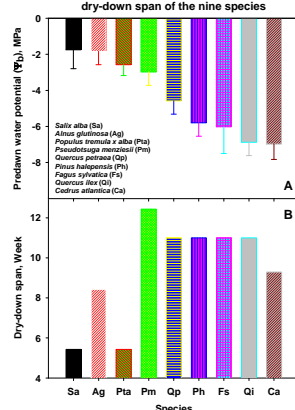 dry-down span of the nine species
Predawn water potential (Ψb), MPa
0
-2
-4
-6
-8
Salix alba (Sa)
Alnus glutinosa (Ag)
Populus tremula x alba (Pta)
Pseudotsuga menziesii (Pm)
Quercus petraea (Qp)
Pinus halepensis (Ph)
Fagus sylvatica (Fs)
Quercus ilex (Qi)
Cedrus atlantica (Ca)
A
Dry-down span, Week
12
10
8
6
4
B
Sa Ag Pta Pm Qp Ph Fs Qi Ca
Species